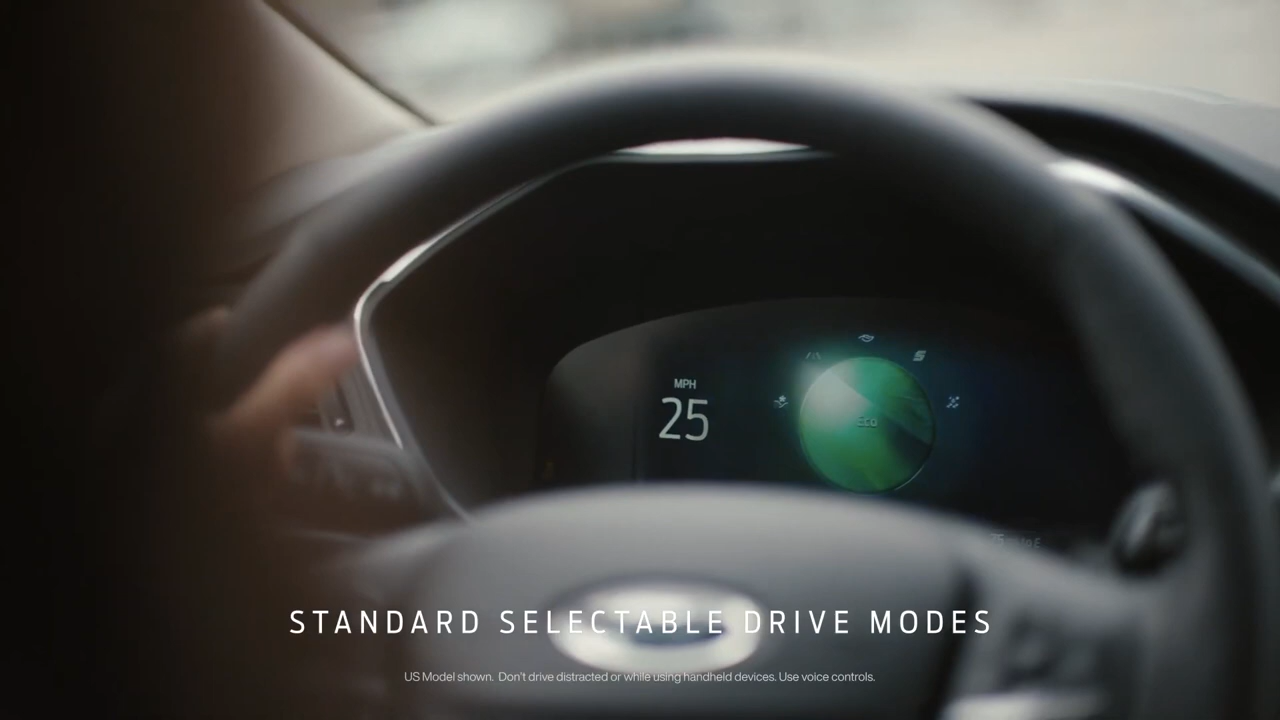 MPH
25
Eco
STANDARD SELECTABLE DRIVE MODES
US Model shown. Don't drive distracted or while using handheld devices. Use voice controls.